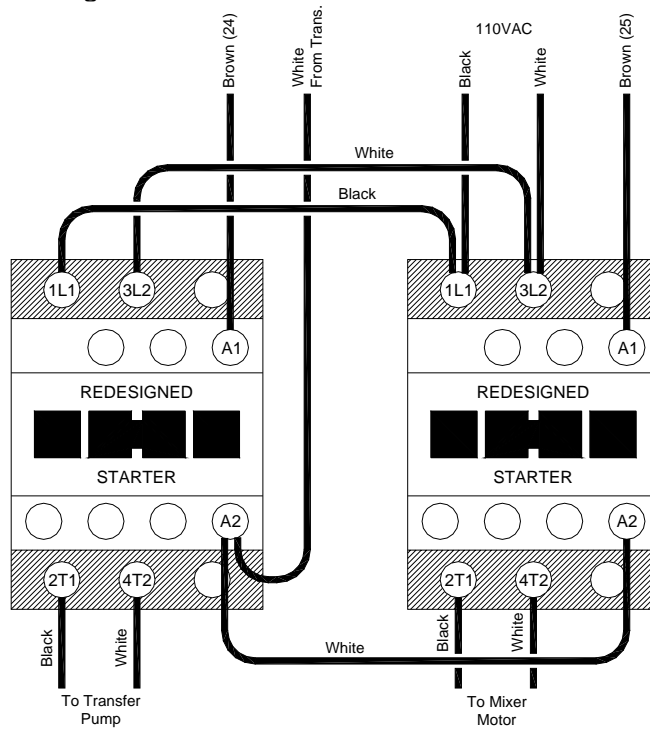 Brown (24)
White
From Trans.
110VAC
Black
White
Brown (25)
White
Black
1L1
3L2
1L1
3L2
A1
A1
REDESIGNED
STARTER
REDESIGNED
STARTER
A2
A2
2T1
4T2
2T1
4T2
Black
White
White
Black
White
To Transfer
Pump
To Mixer
Motor